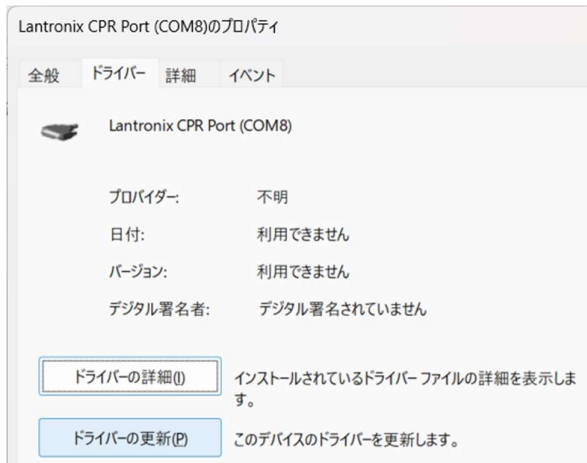 Lantronix CPR Port (COM8)のプロパティ
全般 ドライバー 詳細 イベント
Lantronix CPR Port (COM8)
プロバイダー: 不明
日付: 利用できません
バージョン: 利用できません
デジタル署名者: デジタル署名されていません
ドライバーの詳細(I) インストールされているドライバー ファイルの詳細を表示しま
す。
ドライバーの更新(P) このデバイスのドライバーを更新します。